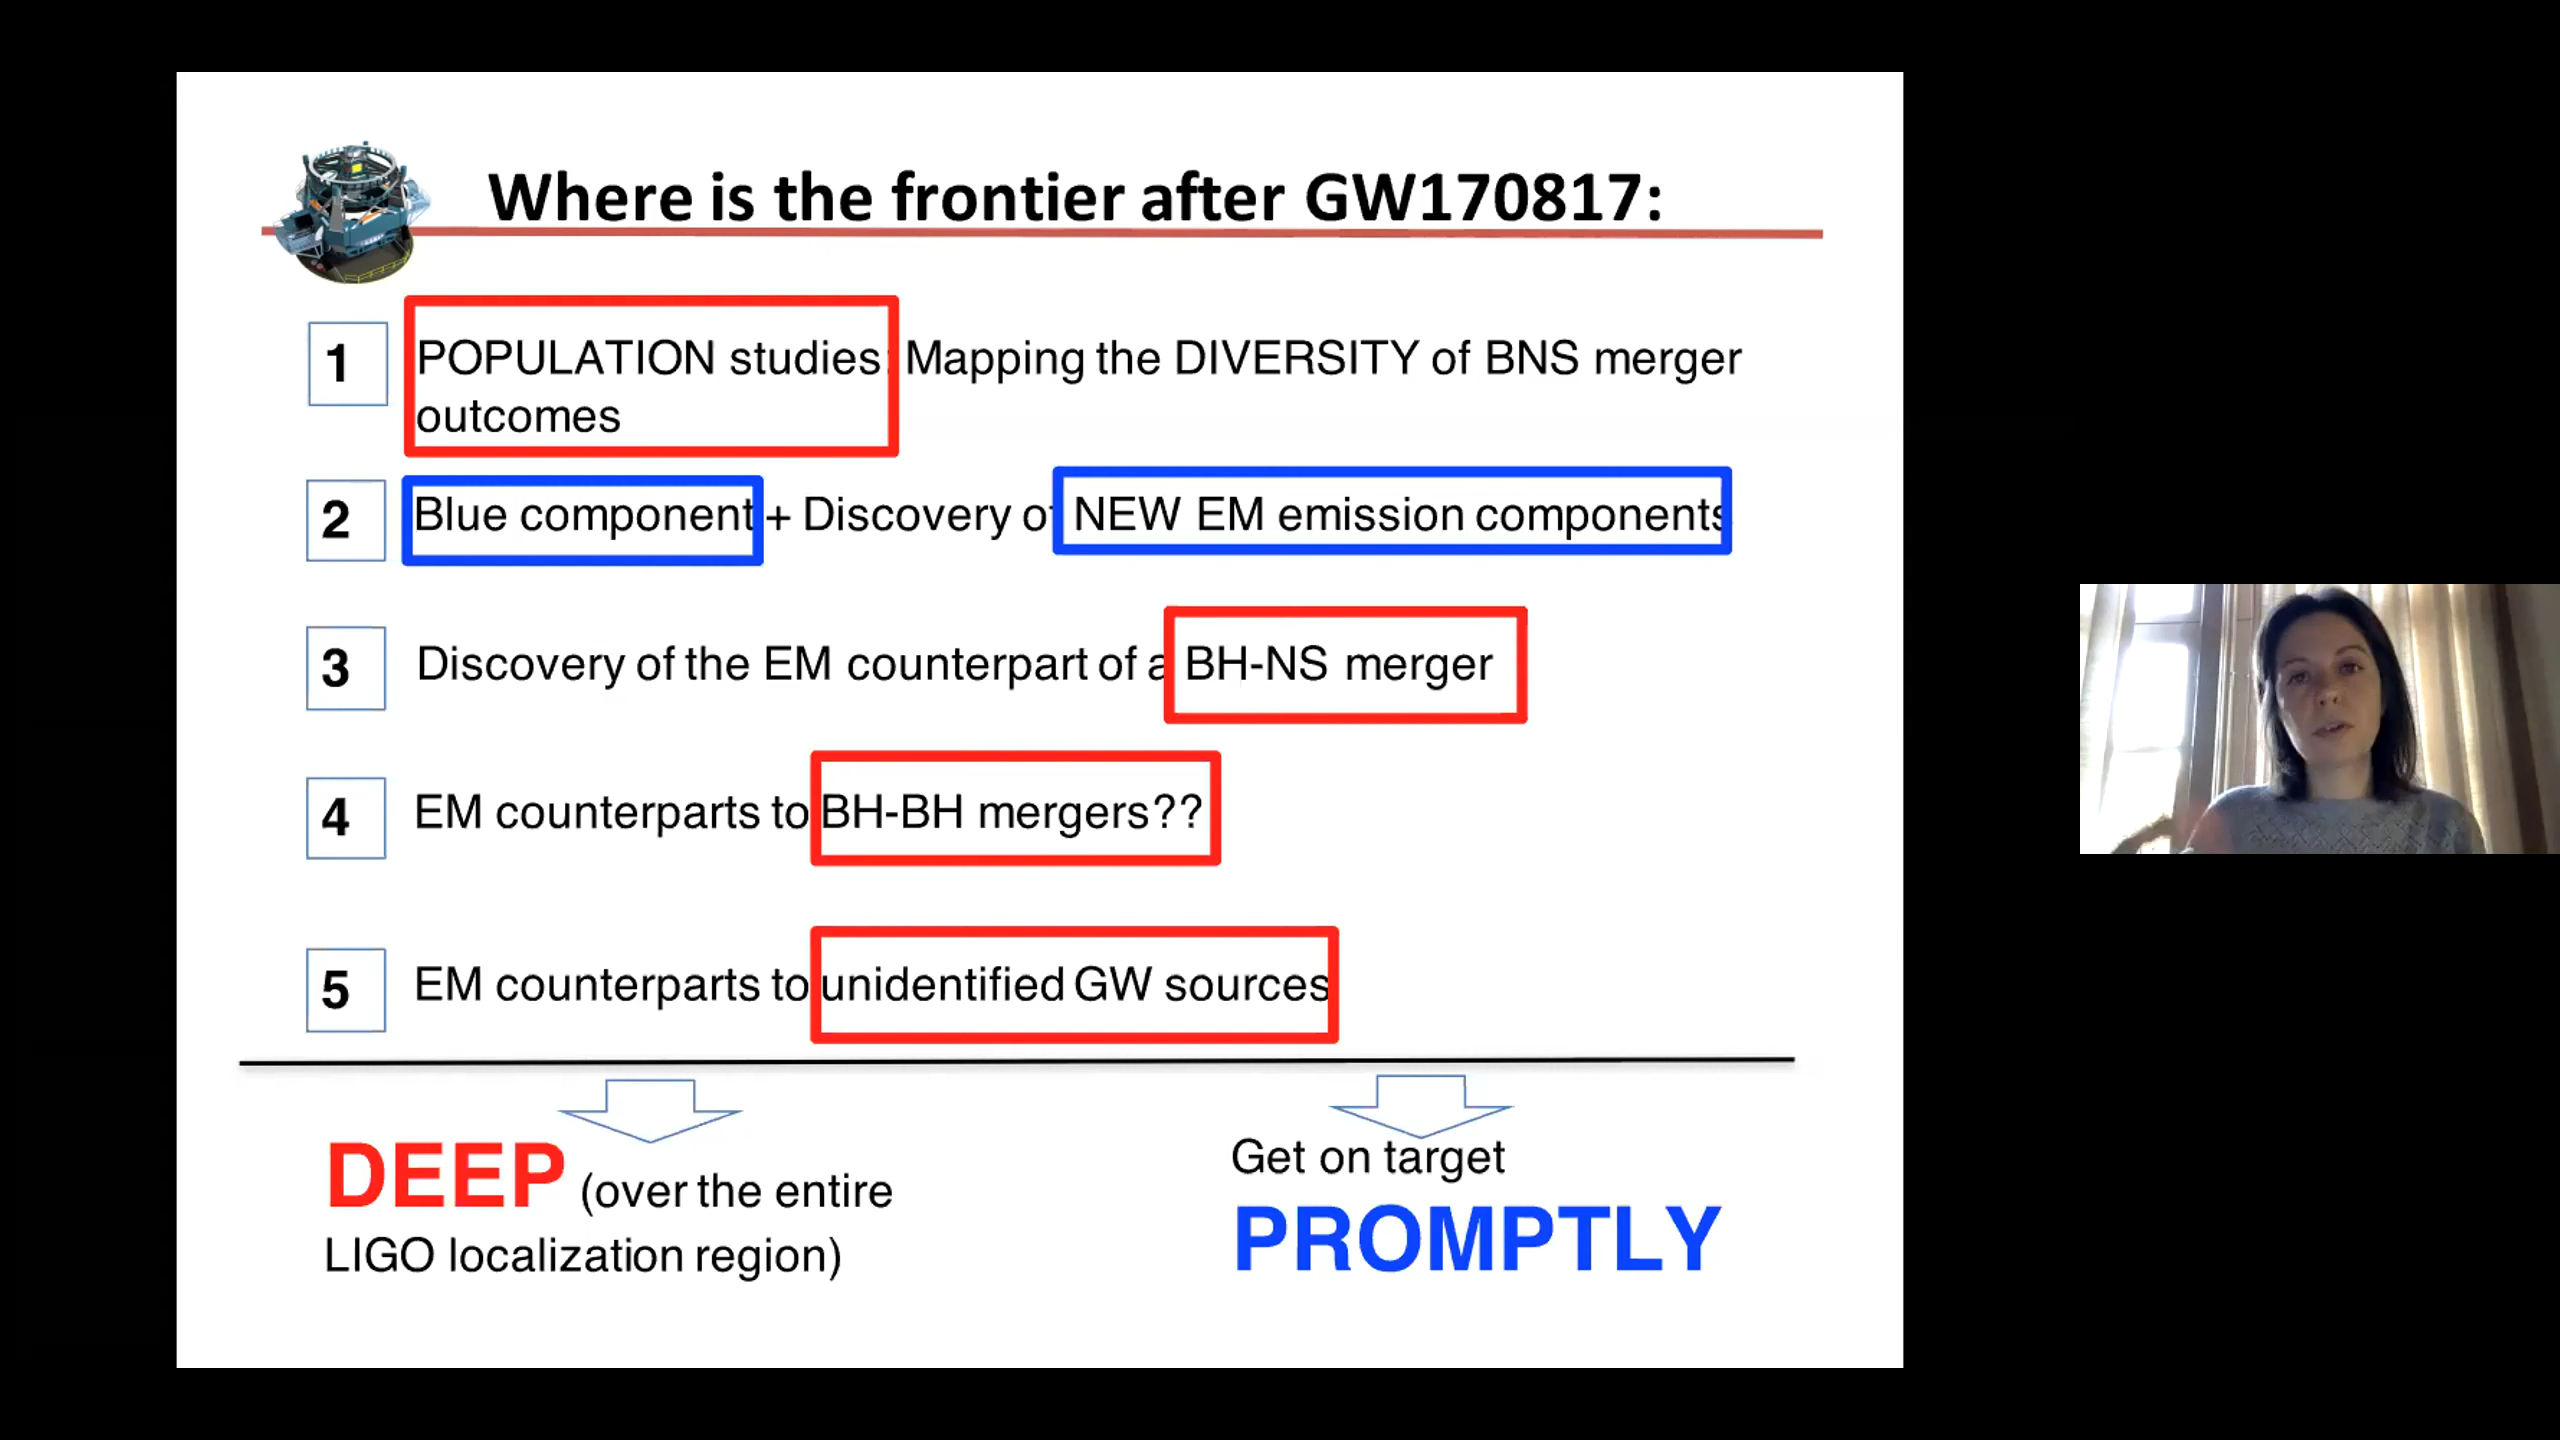 Where is the frontier after GW170817:
1
POPULATION studies: Mapping the DIVERSITY of BNS merger
outcomes
2
Blue component + Discovery of NEW EM emission components
3
Discovery of the EM counterpart of a BH-NS merger
4
EM counterparts to BH-BH mergers??
5
EM counterparts to unidentified GW sources
DEEP (over the entire
LIGO localization region)
Get on target
PROMPTLY